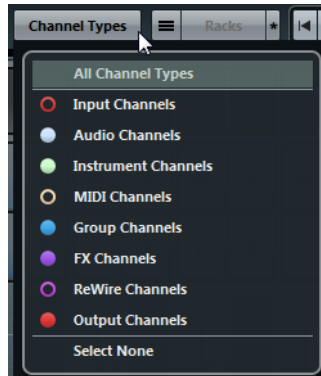 Channel Types
Racks *
All Channel Types
Input Channels
Audio Channels
Instrument Channels
MIDI Channels
Group Channels
FX Channels
ReWire Channels
Output Channels
Select None